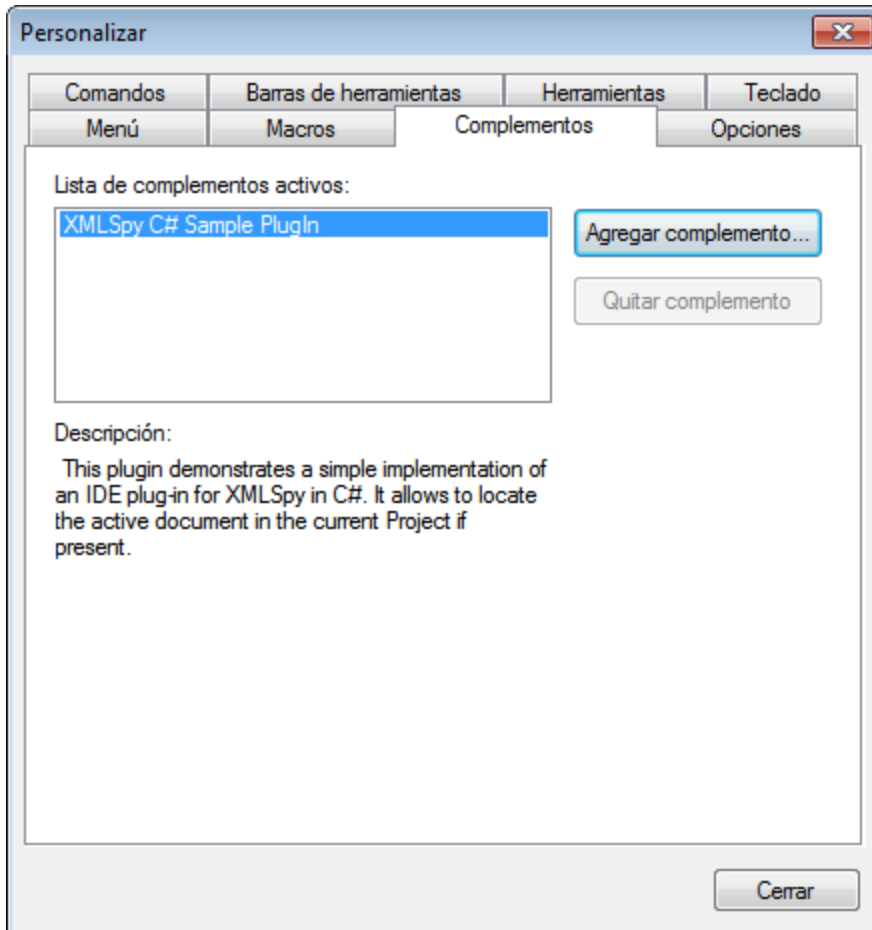 Personalizar
Comandos
Barras de herramientas
Herramientas
Teclado
Menú
Macros
Complementos
Opciones
Lista de complementos activos:
XMLSpy C# Sample PlugIn
Agregar complemento...
Quitar complemento
Descripción:
This plugin demonstrates a simple implementation of
an IDE plug-in for XMLSpy in C#. It allows to locate
the active document in the current Project if
present.
Cerrar